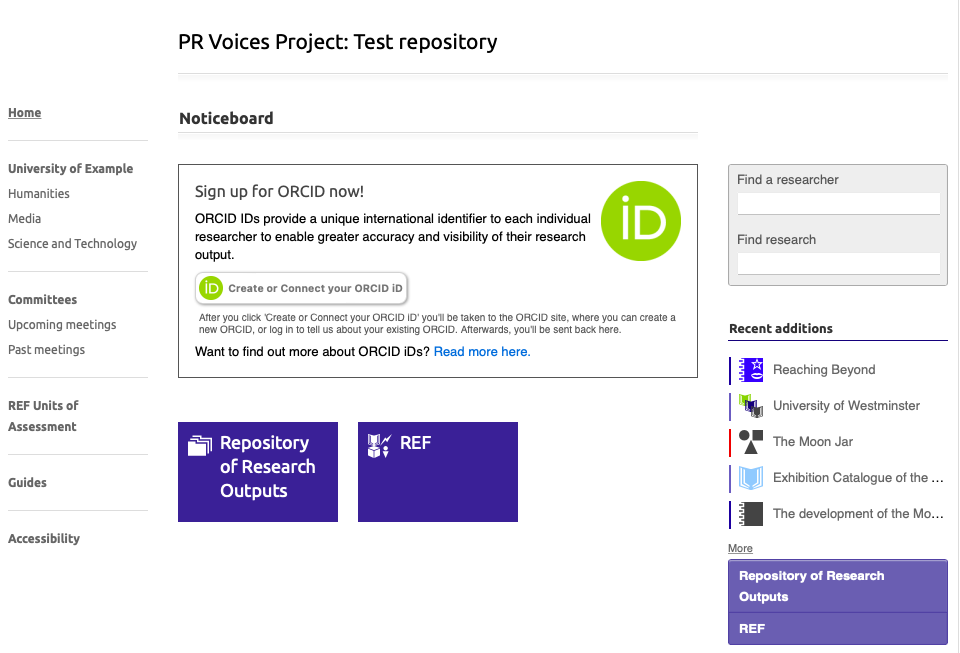 PR Voices Project: Test repository
Home
University of Example
Humanities
Media
Science and Technology
Committees
Upcoming meetings
Past meetings
REF Units of
Assessment
Guides
Accessibility
Noticeboard
Sign up for ORCID now!
ORCID IDs provide a unique international identifier to each individual
researcher to enable greater accuracy and visibility of their research
output.
iD
iD Create or Connect your ORCID iD
After you click 'Create or Connect your ORCID iD' you'll be taken to the ORCID site, where you can create a
new ORCID, or log in to tell us about your existing ORCID. Afterwards, you'll be sent back here.
Want to find out more about ORCID iDs? Read more here.
Repository
of Research
Outputs
REF
Find a researcher
Find research
Recent additions
Reaching Beyond
University of Westminster
The Moon Jar
Exhibition Catalogue of the ...
The development of the Mo...
More
Repository of Research
Outputs
REF